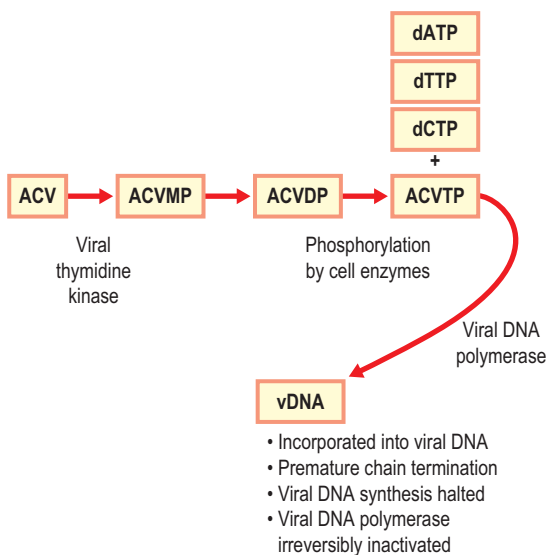 dATP
dTTP
dCTP
+
ACV
ACVMP
ACVDP
ACVTP
Viral
thymidine
kinase
Phosphorylation
by cell enzymes
Viral DNA
polymerase
vDNA
• Incorporated into viral DNA
• Premature chain termination
• Viral DNA synthesis halted
• Viral DNA polymerase
irreversibly inactivated